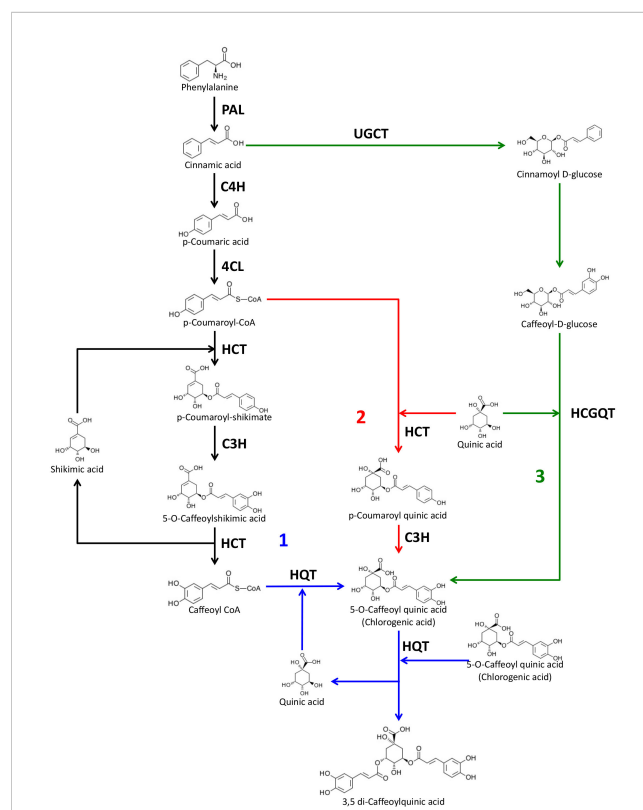 Phenylalanine
PAL
UGCT
Cinnamic acid
Cinnamoyl D-glucose
C4H
p-Coumaric acid
4CL
p-Coumaroyl-CoA
Caffeoyl-D-glucose
HCT
p-Coumaroyl-shikimate
Shikimic acid
2
HCT
Quinic acid
HCGQT
C3H
3
5-O-Caffeoylshikimic acid
p-Coumaroyl quinic acid
HCT
1
C3H
Caffeoyl CoA
HQT
5-O-Caffeoyl quinic acid
(Chlorogenic acid)
HQT
5-O-Caffeoyl quinic acid
(Chlorogenic acid)
Quinic acid
3,5 di-Caffeoylquinic acid